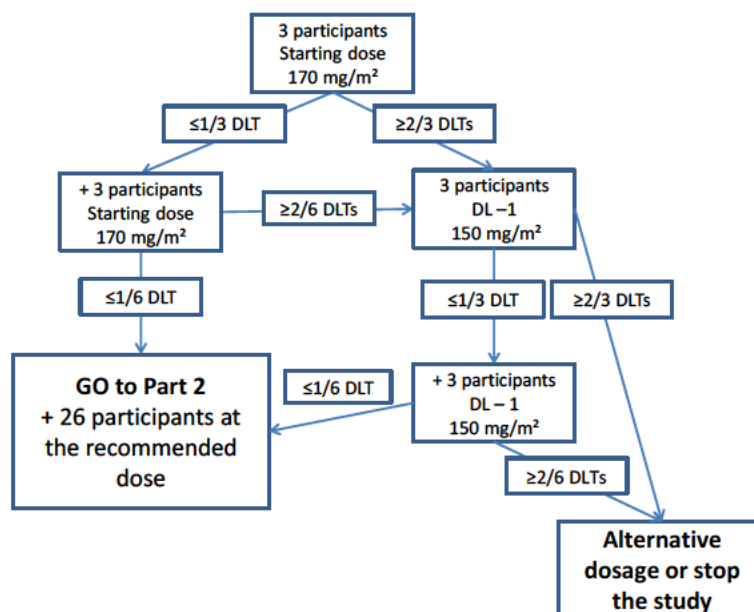 3 participants
Starting dose
170 mg/m²
≤1/3 DLT
≥2/3 DLTs
+ 3 participants
Starting dose
170 mg/m²
≥2/6 DLTs
3 participants
DL –1
150 mg/m²
≤1/6 DLT
≤1/3 DLT
≥2/3 DLTs
GO to Part 2
+ 26 participants at
the recommended
dose
≤1/6 DLT
+ 3 participants
DL – 1
150 mg/m²
≥2/6 DLTs
Alternative
dosage or stop
the study